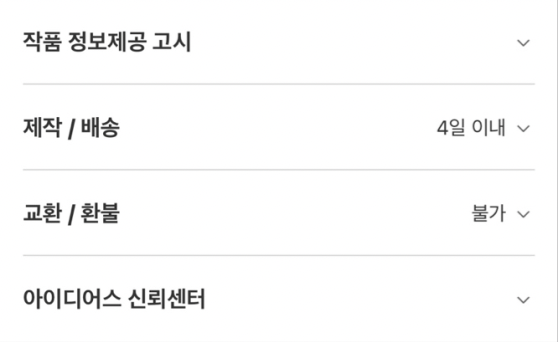 작품 정보제공 고시
제작 / 배송 4일 이내
교환 / 환불 불가
아이디어스 신뢰센터